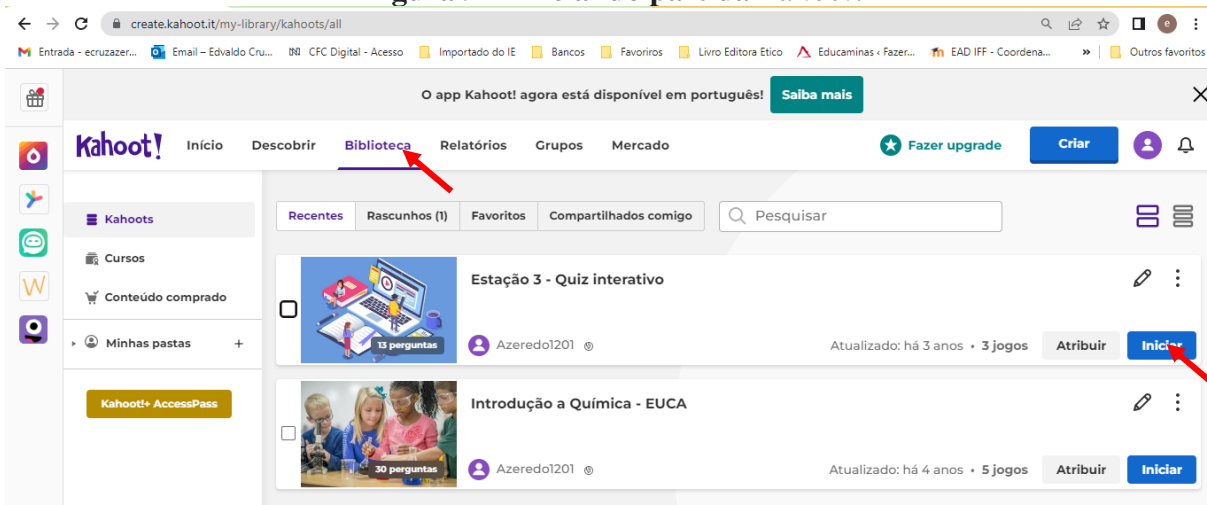 create.kahoot.it/my-library/kahoots/all
Entrada - ecruzazer... Email – Edvaldo Cru... CFC Digital - Acesso Importado do IE Bancos Favoriros Livro Editora Etico Educaminas ‹ Fazer... EAD IFF - Coordena... » Outros favoritos
O app Kahoot! agora está disponível em português! Saiba mais
Kahoot! Início Descobrir Biblioteca Relatórios Grupos Mercado Fazer upgrade Criar
Kahoots
Cursos
Conteúdo comprado
Minhas pastas +
Kahoot!+ AccessPass
Recentes Rascunhos (1) Favoritos Compartilhados comigo Pesquisar
Estação 3 - Quiz interativo
13 perguntas Azeredo1201 Atualizado: há 3 anos • 3 jogos Atribuir Iniciar
Introdução a Química - EUCA
30 perguntas Azeredo1201 Atualizado: há 4 anos • 5 jogos Atribuir Iniciar